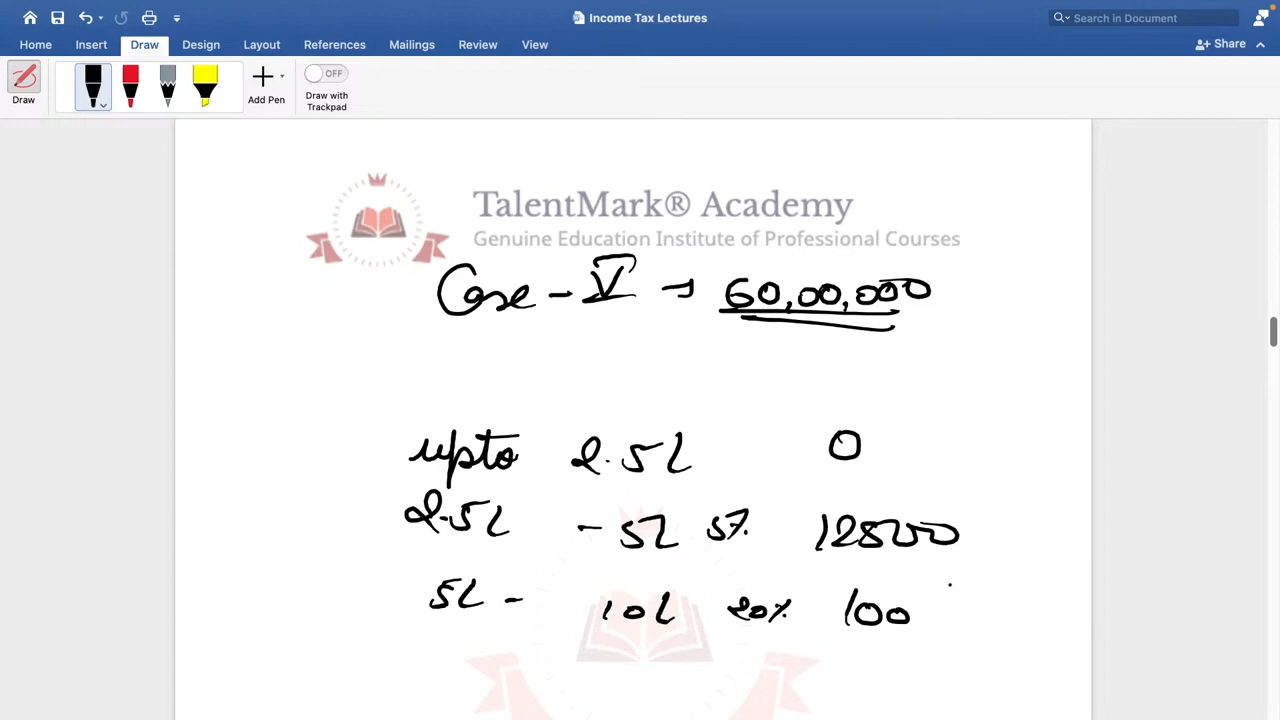 Income Tax Lectures
Search in Document
Home Insert Draw Design Layout References Mailings Review View
Share
Draw
Add Pen
OFF
Draw with
Trackpad
TalentMark® Academy
Genuine Education Institute of Professional Courses
Case - V → 60,00,000
upto 2.5L 0
2.5L - 5L 5% 12500
5L - 10L 20% 100